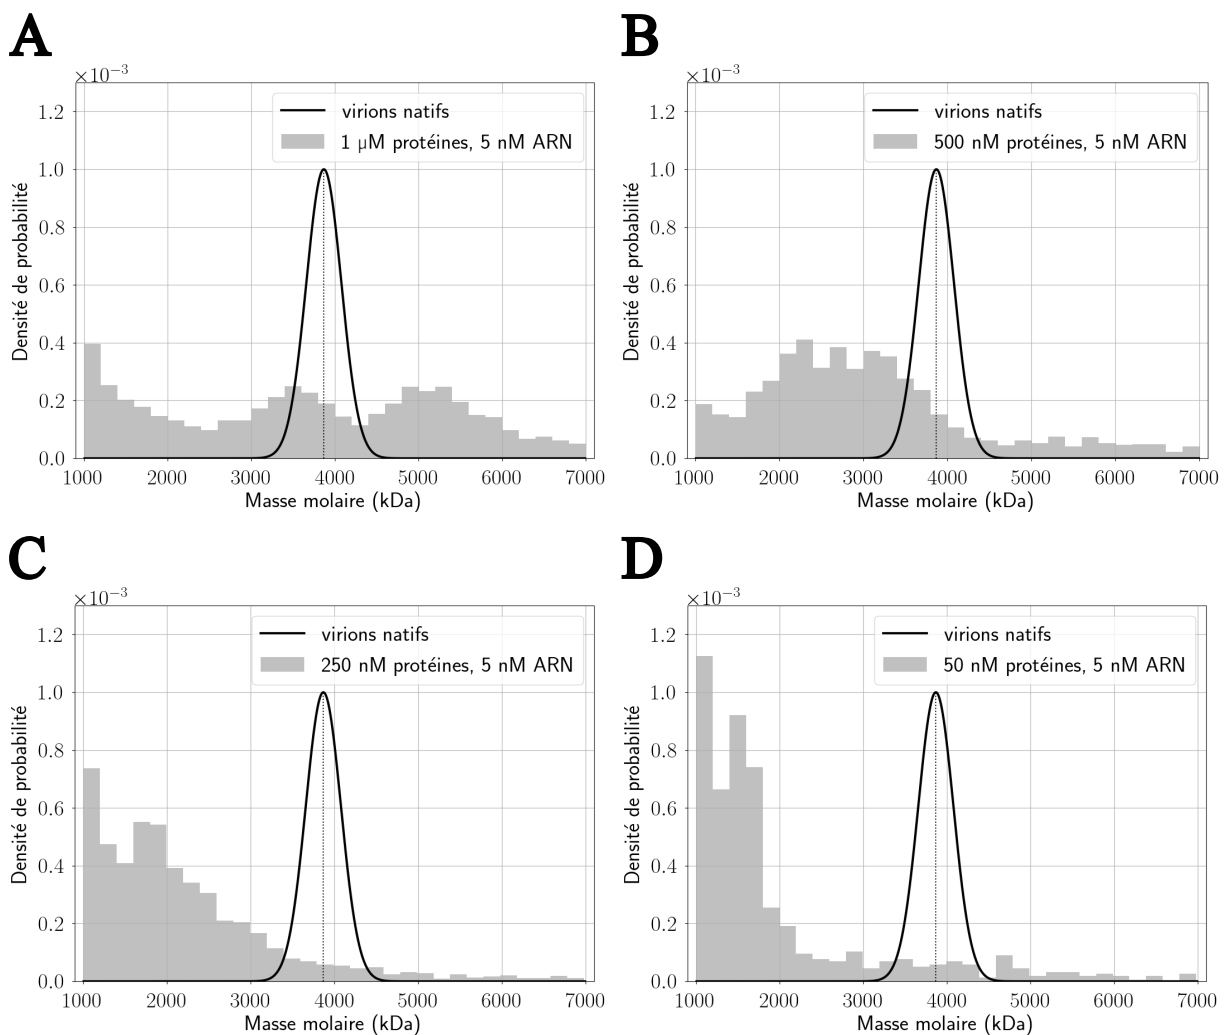 A
×10⁻³
virions natifs
1 µM protéines, 5 nM ARN
Densité de probabilité
1.2
1.0
0.8
0.6
0.4
0.2
0.0
1000 2000 3000 4000 5000 6000 7000
Masse molaire (kDa)
B
×10⁻³
virions natifs
500 nM protéines, 5 nM ARN
Densité de probabilité
1.2
1.0
0.8
0.6
0.4
0.2
0.0
1000 2000 3000 4000 5000 6000 7000
Masse molaire (kDa)
C
×10⁻³
virions natifs
250 nM protéines, 5 nM ARN
Densité de probabilité
1.2
1.0
0.8
0.6
0.4
0.2
0.0
1000 2000 3000 4000 5000 6000 7000
Masse molaire (kDa)
D
×10⁻³
virions natifs
50 nM protéines, 5 nM ARN
Densité de probabilité
1.2
1.0
0.8
0.6
0.4
0.2
0.0
1000 2000 3000 4000 5000 6000 7000
Masse molaire (kDa)